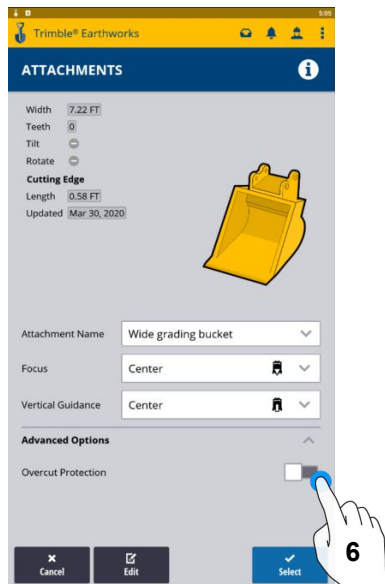 5:05
Trimble® Earthworks
ATTACHMENTS
Width 7.22 FT
Teeth 0
Tilt
Rotate
Cutting Edge
Length 0.58 FT
Updated Mar 30, 2020
Attachment Name Wide grading bucket
Focus Center
Vertical Guidance Center
Advanced Options
Overcut Protection
6
Cancel Edit Select